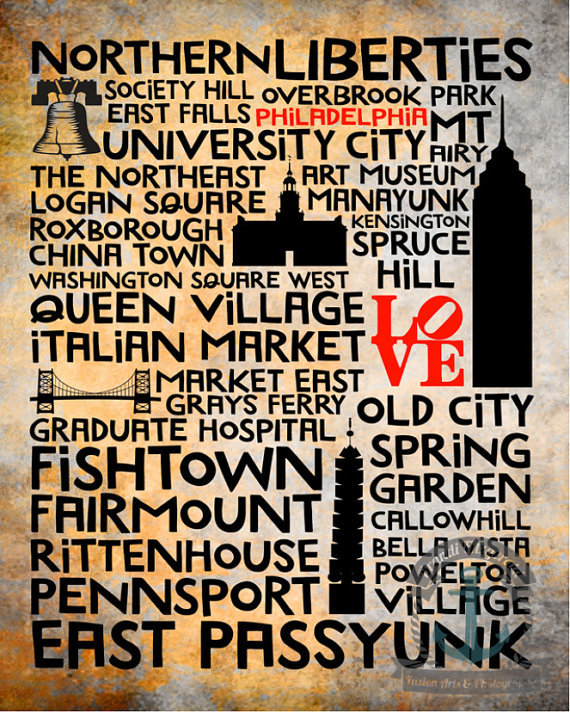 NORTHERN LIBERTIES
SOCIETY HILL
OVERBROOK PARK
EAST FALLS
PHILADELPHIA
MT
AIRY
UNIVERSITY CITY
THE NORTHEAST
ART MUSEUM
LOGAN SQUARE
MANAYUNK
ROXBOROUGH
KENSINGTON
CHINA TOWN
SPRUCE
HILL
WASHINGTON SQUARE WEST
QUEEN VILLAGE
LO
VE
ITALIAN MARKET
MARKET EAST
GRAYS FERRY
OLD CITY
GRADUATE HOSPITAL
SPRING
GARDEN
FISHTOWN
FAIRMOUNT
CALLOWHILL
RITTENHOUSE
BELLA VISTA
POWELTON
VILLAGE
PENNSPORT
EAST PASSYUNK
Fusion Arts &